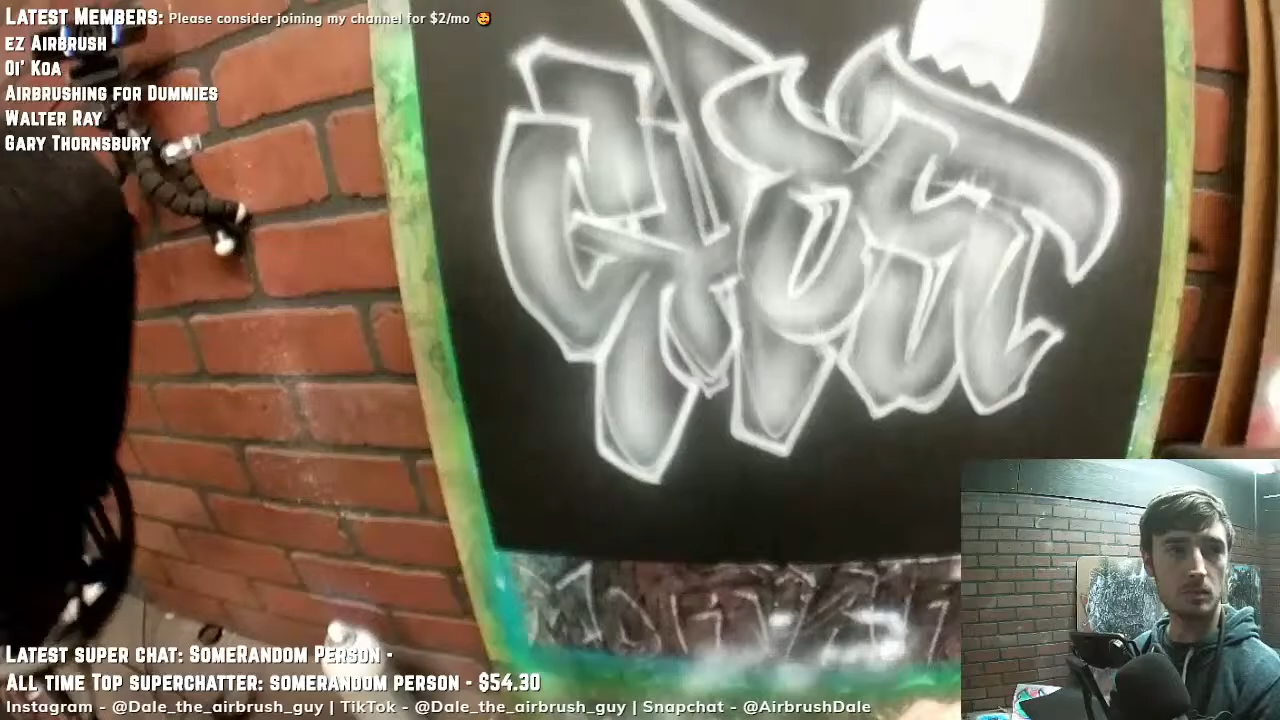 LATEST MEMBERS: Please consider joining my channel for $2/mo 🥰
EZ AIRBRUSH
OI' KOA
AIRBRUSHING FOR DUMMIES
WALTER RAY
GARY THORNSBURY
GHOST
LATEST SUPER CHAT: SOMERANDOM PERSON -
ALL TIME TOP SUPERCHATTER: SOMERANDOM PERSON - $54.30
Instagram - @Dale_the_airbrush_guy | TikTok - @Dale_the_airbrush_guy | Snapchat - @AirbrushDale